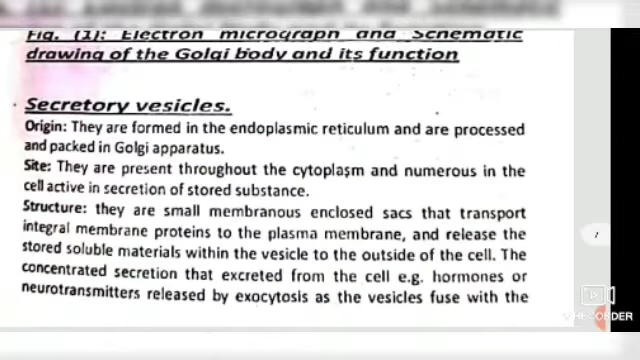 Fig. (1): Electron micrograph and Schematic
drawing of the Golgi body and its function
Secretory vesicles.
Origin: They are formed in the endoplasmic reticulum and are processed
and packed in Golgi apparatus.
Site: They are present throughout the cytoplasm and numerous in the
cell active in secretion of stored substance.
Structure: they are small membranous enclosed sacs that transport
integral membrane proteins to the plasma membrane, and release the
stored soluble materials within the vesicle to the outside of the cell. The
concentrated secretion that excreted from the cell e.g. hormones or
neurotransmitters released by exocytosis as the vesicles fuse with the
RECORDER